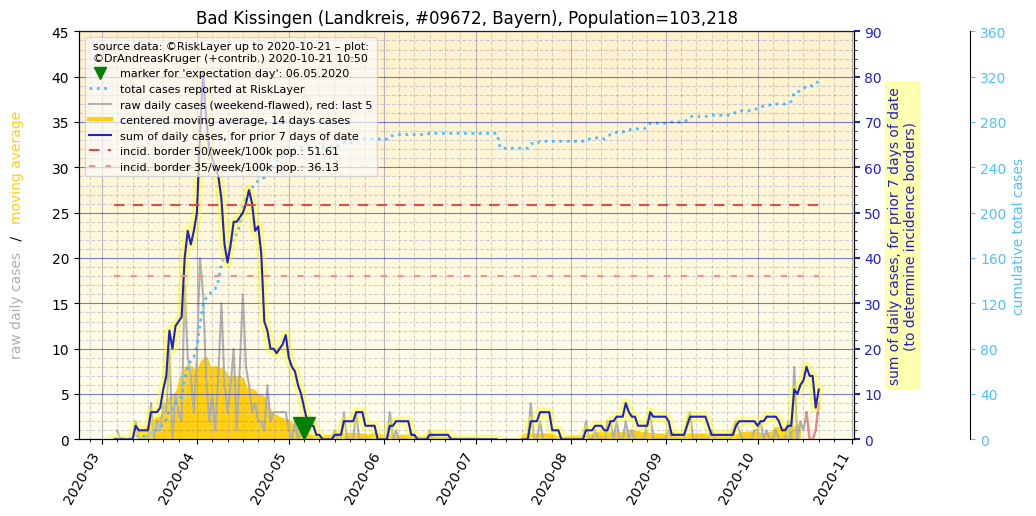 Bad Kissingen (Landkreis, #09672, Bayern), Population=103,218
source data: ©RiskLayer up to 2020-10-21 – plot:
©DrAndreasKruger (+contrib.) 2020-10-21 10:50
marker for 'expectation day': 06.05.2020
total cases reported at RiskLayer
raw daily cases (weekend-flawed), red: last 5
centered moving average, 14 days cases
sum of daily cases, for prior 7 days of date
incid. border 50/week/100k pop.: 51.61
incid. border 35/week/100k pop.: 36.13
raw daily cases / moving average
45
40
35
30
25
20
15
10
5
0
2020-03
2020-04
2020-05
2020-06
2020-07
2020-08
2020-09
2020-10
2020-11
90
80
70
60
50
40
30
20
10
0
sum of daily cases, for prior 7 days of date
(to determine incidence borders)
360
320
280
240
200
160
120
80
40
0
cumulative total cases